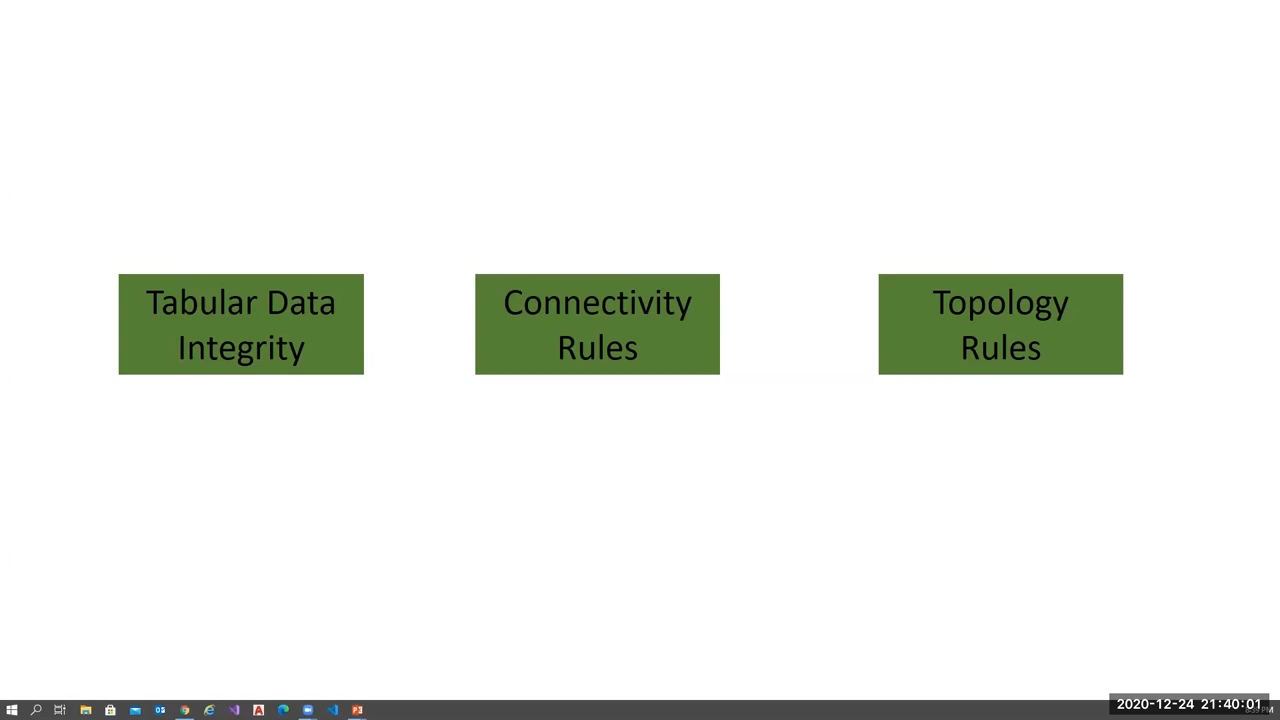 Tabular Data
Integrity
Connectivity
Rules
Topology
Rules
2020-12-24 21:40:01